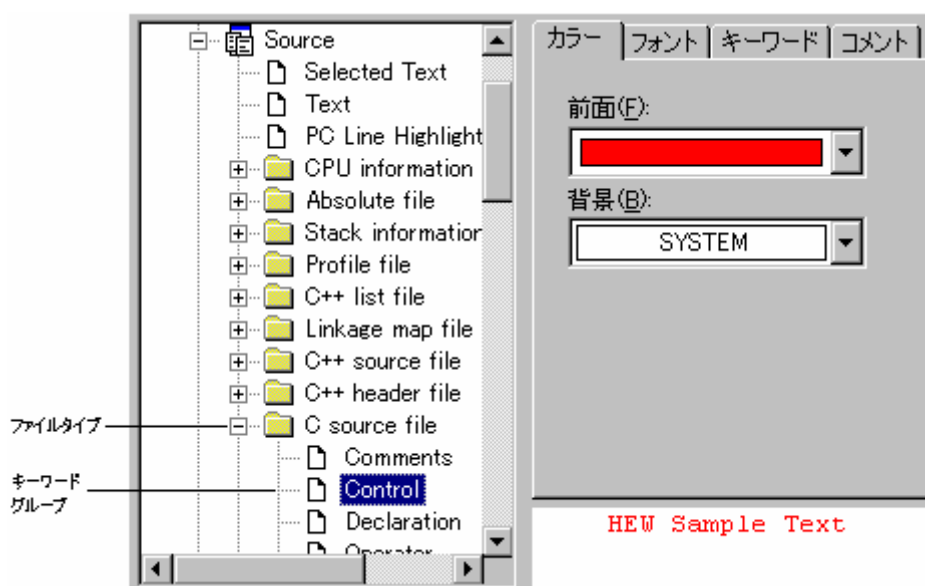 Source
Selected Text
Text
PC Line Highlight
CPU information
Absolute file
Stack information
Profile file
C++ list file
Linkage map file
C++ source file
C++ header file
C source file
Comments
Control
Declaration
Operator
ファイルタイプ
キーワード
グループ
カラー フォント キーワード コメント
前面(F):
背景(B):
SYSTEM
HEW Sample Text